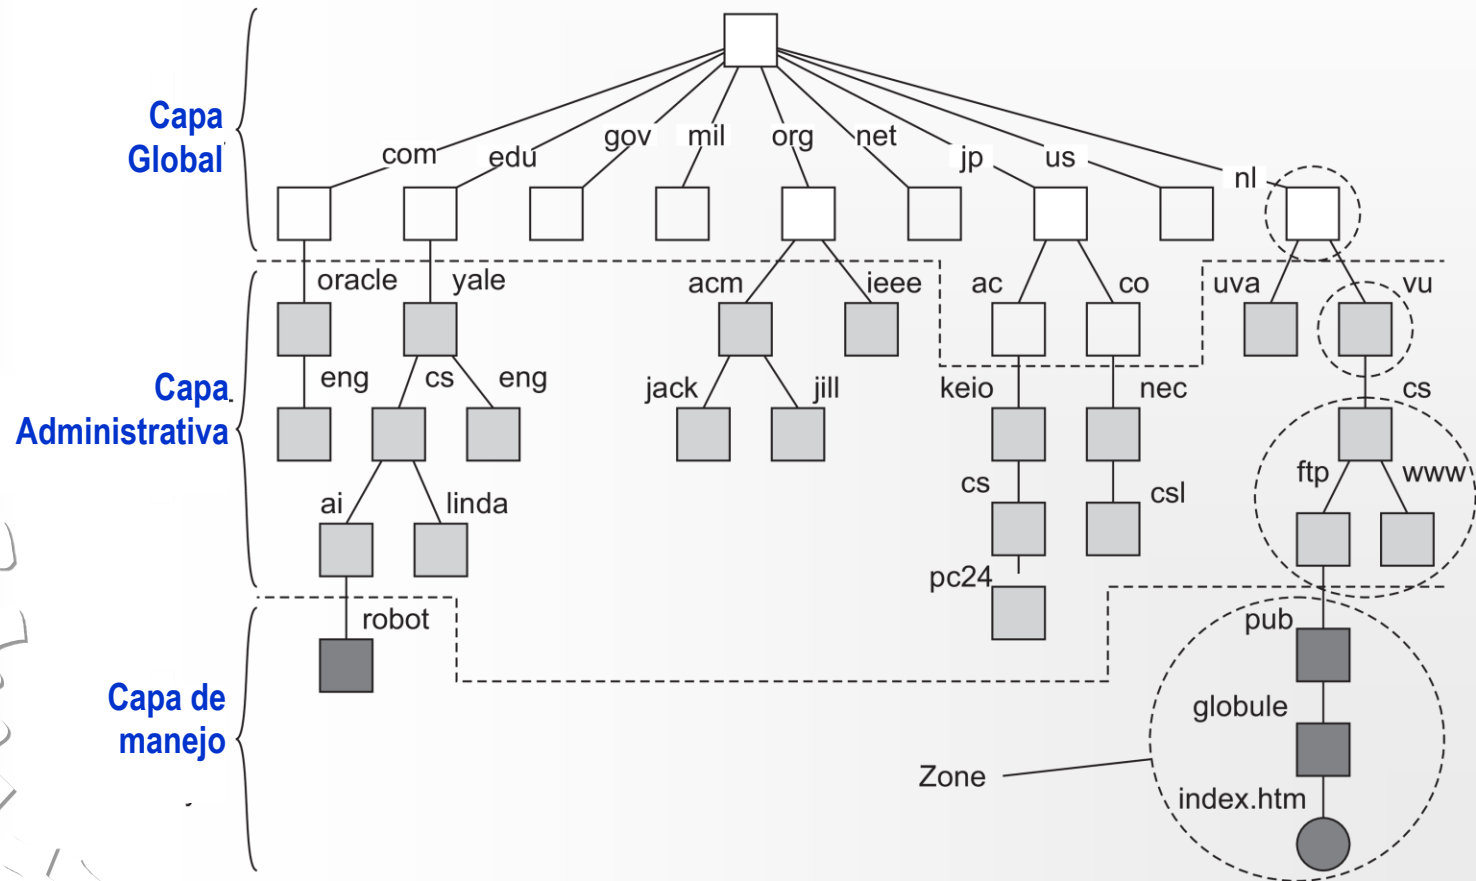 Capa
Global
com
edu
gov
mil
org
net
jp
us
nl
oracle
yale
acm
ieee
ac
co
uva
vu
Capa
Administrativa
eng
cs
eng
jack
jill
keio
nec
cs
ai
linda
cs
csl
ftp
www
pc24
robot
pub
Capa de
manejo
globule
Zone
index.htm